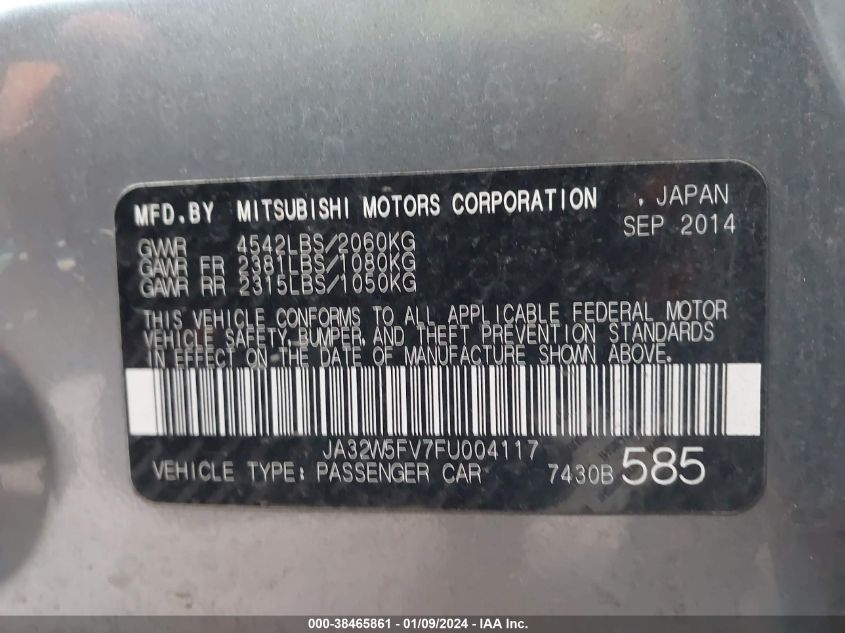 MFD.BY MITSUBISHI MOTORS CORPORATION , JAPAN
SEP 2014
GVWR 4542LBS/2060KG
GAWR FR 2381LBS/1080KG
GAWR RR 2315LBS/1050KG
THIS VEHICLE CONFORMS TO ALL APPLICABLE FEDERAL MOTOR
VEHICLE SAFETY, BUMPER, AND THEFT PREVENTION STANDARDS
IN EFFECT ON THE DATE OF MANUFACTURE SHOWN ABOVE.
JA32W5FV7FU004117
VEHICLE TYPE: PASSENGER CAR 7430B 585
000-38465861 - 01/09/2024 - IAA Inc.